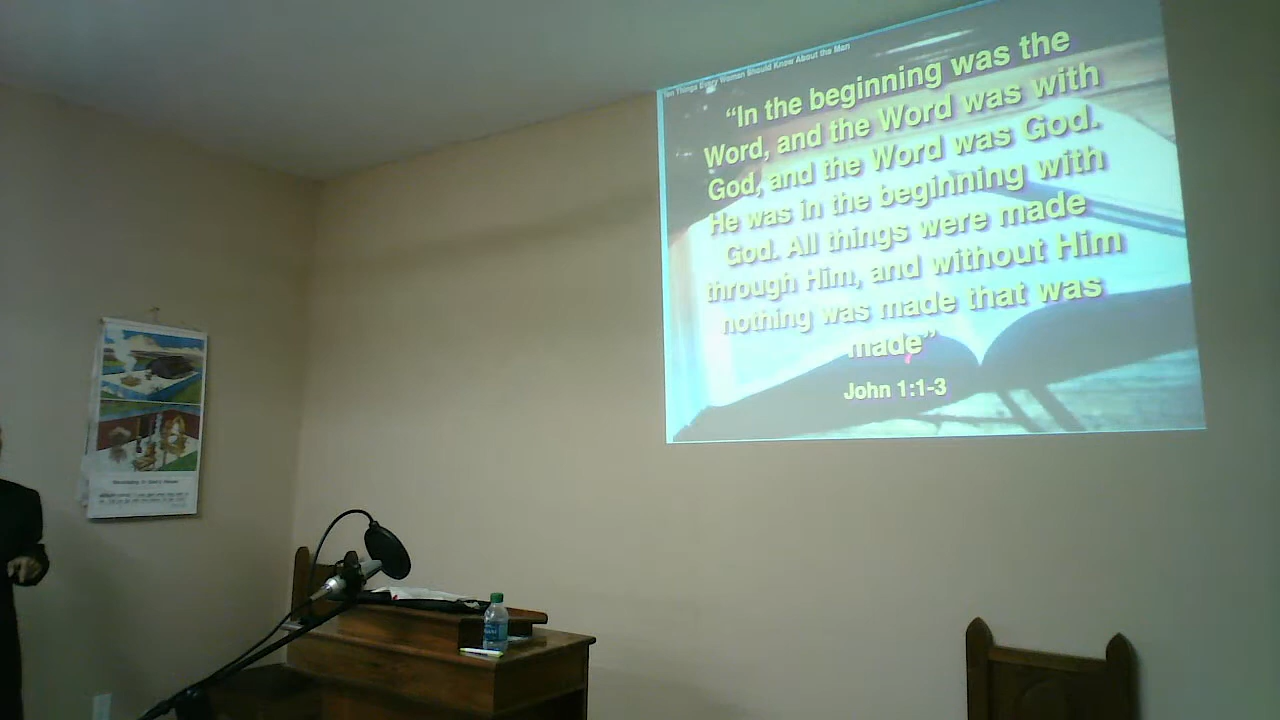 Ten Things Every Woman Should Know About the Man
“In the beginning was the
Word, and the Word was with
God, and the Word was God.
He was in the beginning with
God. All things were made
through Him, and without Him
nothing was made that was
made”
John 1:1-3